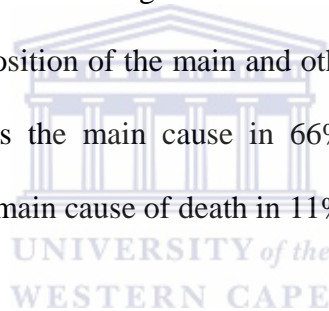 osition of the main and oth
s the main cause in 66%
main cause of death in 11%
UNIVERSITY of the
WESTERN CAPE